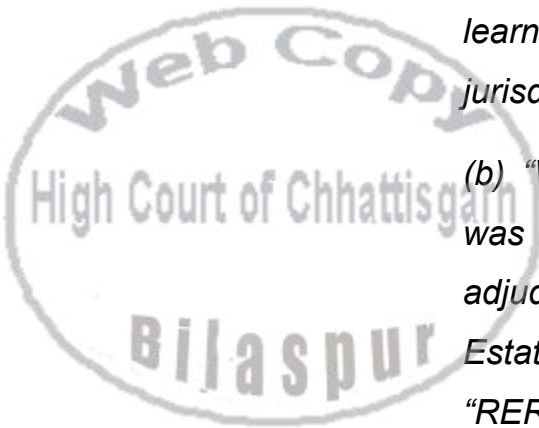 Web Copy
High Court of Chhattisgarh
Bilaspur
learn
jurisd
(b) “
was
adjud
Estat
“RER